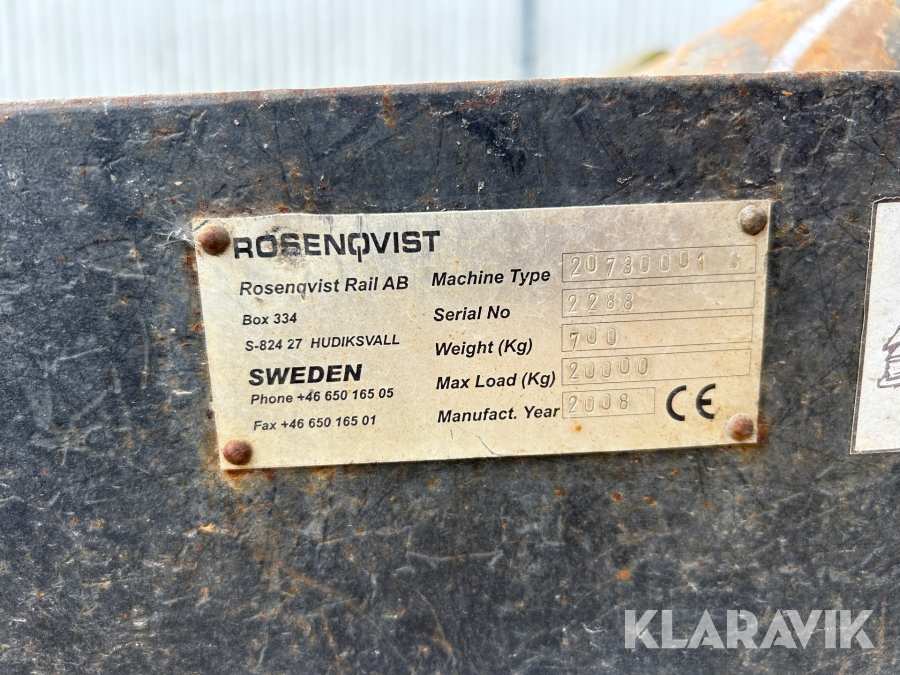 ROSENQVIST
Rosenqvist Rail AB
Box 334
S-824 27 HUDIKSVALL
SWEDEN
Phone +46 650 165 05
Fax +46 650 165 01
Machine Type 20730001
Serial No 2288
Weight (Kg) 700
Max Load (Kg) 20000
Manufact. Year 2008 CE
KLARAVIK